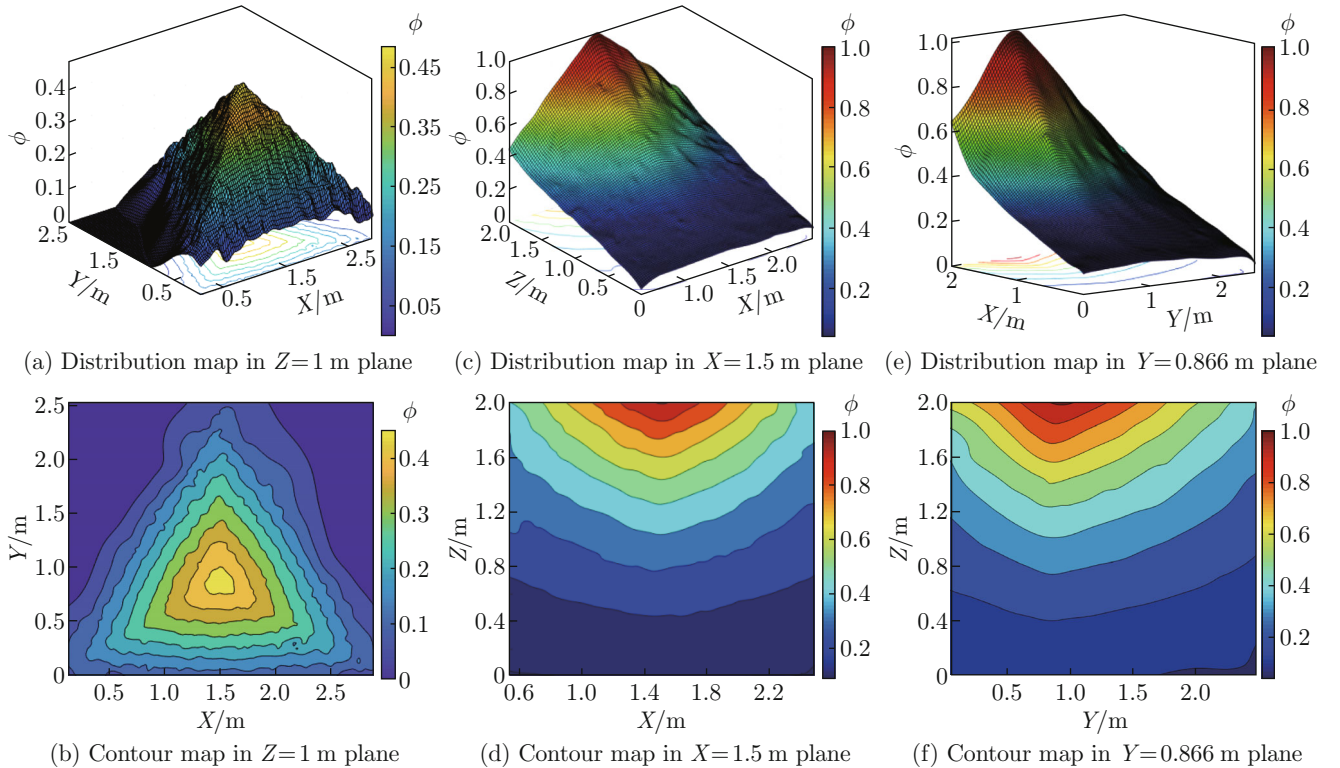 ϕ
0.4
0.3
0.2
0.1
0
ϕ
2.5
1.5
0.5
Y/m
0.5
1.5
2.5
X/m
ϕ
0.45
0.35
0.25
0.15
0.05
(a) Distribution map in Z=1 m plane
ϕ
1.0
0.8
0.6
0.4
0.2
0
2.0
1.5
1.0
0.5
0
Z/m
1.0
1.5
2.0
X/m
ϕ
1.0
0.8
0.6
0.4
0.2
(c) Distribution map in X=1.5 m plane
ϕ
1.0
0.8
0.6
0.4
0.2
0
2
1
0
X/m
1
2
Y/m
ϕ
1.0
0.8
0.6
0.4
0.2
(e) Distribution map in Y=0.866 m plane
Y/m
2.5
2.0
1.5
1.0
0.5
0
0.5 1.0 1.5 2.0 2.5
X/m
ϕ
0.4
0.3
0.2
0.1
0
(b) Contour map in Z=1 m plane
Z/m
2.0
1.6
1.2
0.8
0.4
0
0.6 1.0 1.4 1.8 2.2
X/m
ϕ
1.0
0.8
0.6
0.4
0.2
(d) Contour map in X=1.5 m plane
Z/m
2.0
1.6
1.2
0.8
0.4
0
0.5 1.0 1.5 2.0
Y/m
ϕ
1.0
0.8
0.6
0.4
0.2
(f) Contour map in Y=0.866 m plane